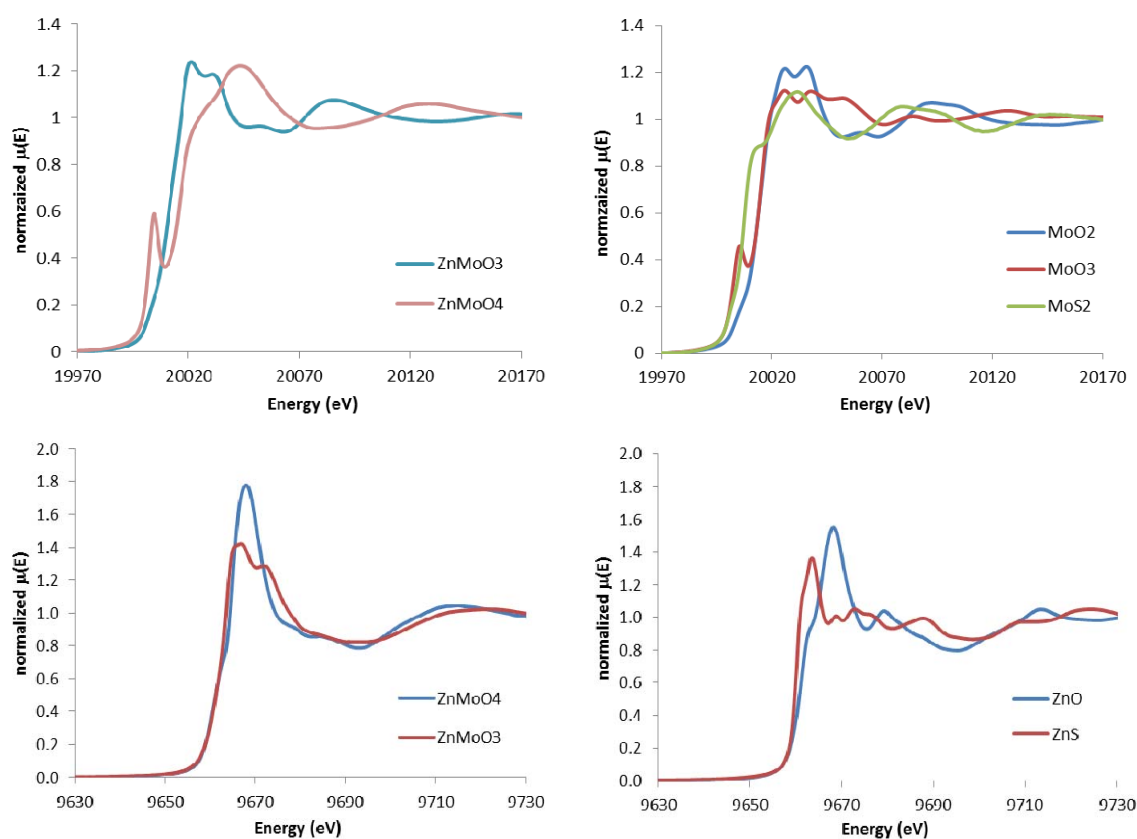 1.4
1.2
1
0.8
0.6
0.4
0.2
0
normzaized μ(E)
ZnMoO3
ZnMoO4
19970 20020 20070 20120 20170
Energy (eV)
1.4
1.2
1
0.8
0.6
0.4
0.2
0
normzaized μ(E)
MoO2
MoO3
MoS2
19970 20020 20070 20120 20170
Energy (eV)
2.0
1.8
1.6
1.4
1.2
1.0
0.8
0.6
0.4
0.2
0.0
normalized μ(E)
ZnMoO4
ZnMoO3
9630 9650 9670 9690 9710 9730
Energy (eV)
2.0
1.8
1.6
1.4
1.2
1.0
0.8
0.6
0.4
0.2
0.0
normalized μ(E)
ZnO
ZnS
9630 9650 9670 9690 9710 9730
Energy (eV)